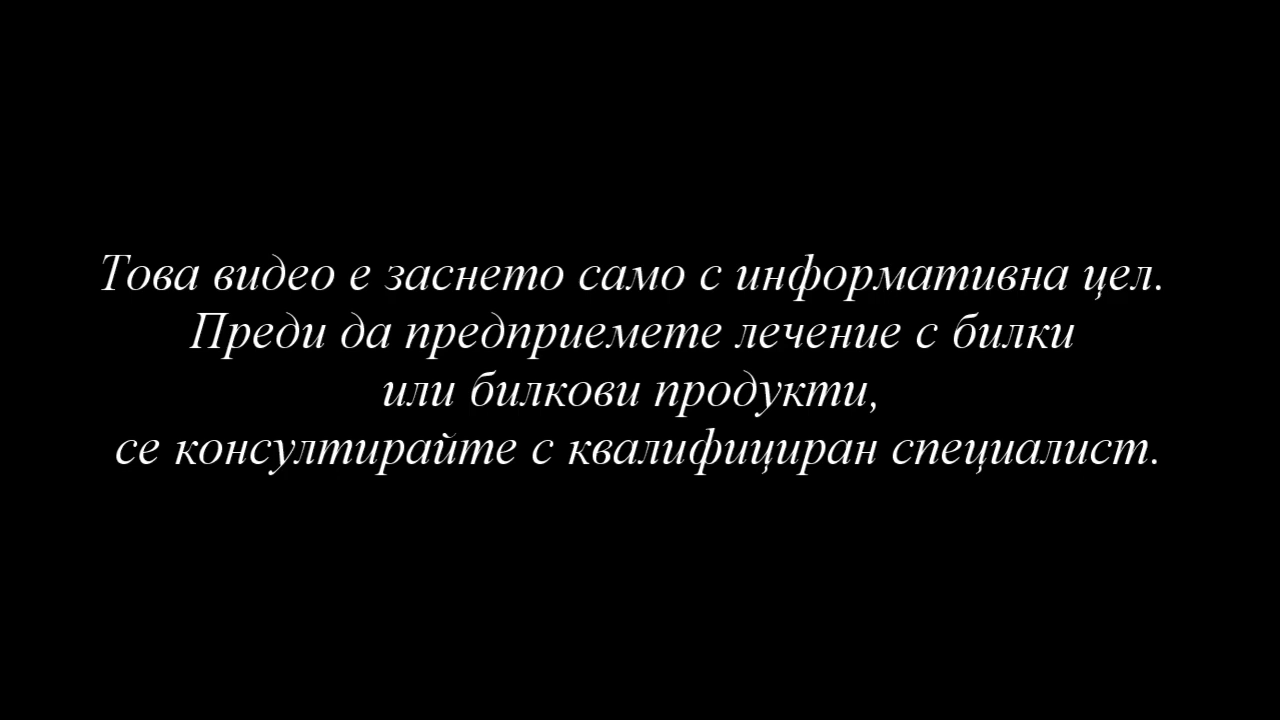 Това видео е заснето само с информативна цел.
Преди да предприемете лечение с билки
или билкови продукти,
се консултирайте с квалифициран специалист.